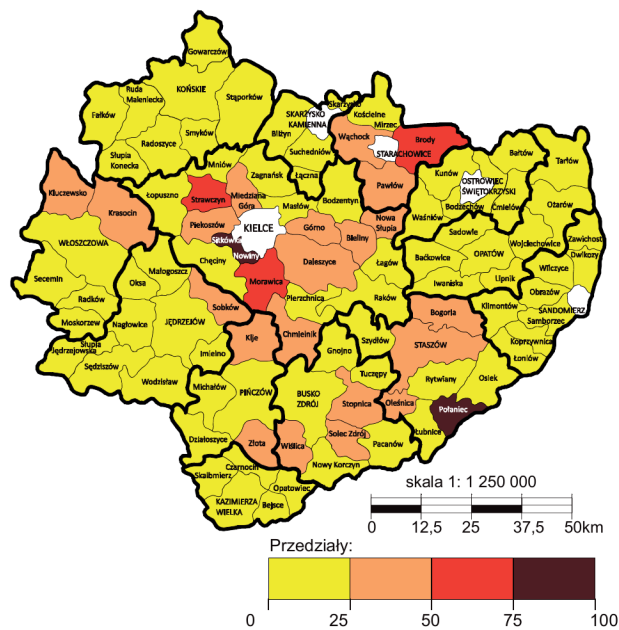 Gowarczów
Ruda
Maleniecka
KOŃSKIE
Stąporków
Fałków
Smyków
Radoszyce
Słupia
Konecka
SKARŻYSKO
KAMIENNA
Skarżysko
Kościelne
Mirzec
Bliżyn
Suchedniów
Wąchock
STARACHOWICE
Brody
Pawłów
Mniów
Zagnańsk
Łączna
Bodzentyn
Łopuszno
Strawczyn
Miedziana
Góra
Masłów
Piekoszów
KIELCE
Sitkówka
Nowiny
Górno
Bieliny
Nowa
Słupia
Daleszyce
Chęciny
Morawica
Pierzchnica
Łagów
Raków
Chmielnik
Kunów
OSTROWIEC
ŚWIĘTOKRZYSKI
Bałtów
Bodzechów
Ćmielów
Waśniów
Tarłów
Ożarów
Sadowie
Baćkowice
OPATÓW
Wojciechowice
Iwaniska
Lipnik
Zawichost
Dwikozy
Wilczyce
Obrazów
SANDOMIERZ
Klimontów
Samborzec
Koprzywnica
Łoniów
Kluczewsko
Krasocin
WŁOSZCZOWA
Secemin
Radków
Moskorzew
Małogoszcz
Oksa
Nagłowice
JĘDRZEJÓW
Sobków
Imielno
Słupia
Jędrzejowska
Sędziszów
Wodzisław
Kije
Michałów
PIŃCZÓW
Działoszyce
Złota
Gnojno
Szydłów
Tuczępy
BUSKO
ZDRÓJ
Stopnica
Solec Zdrój
Wiślica
Pacanów
Nowy Korczyn
Bogoria
STASZÓW
Rytwiany
Osiek
Oleśnica
Połaniec
Łubnice
Skalbmierz
Czarnocin
Opatowiec
KAZIMIERZA
WIELKA
Bejsce
skala 1: 1 250 000
0 12,5 25 37,5 50km
Przedziały:
0 25 50 75 100